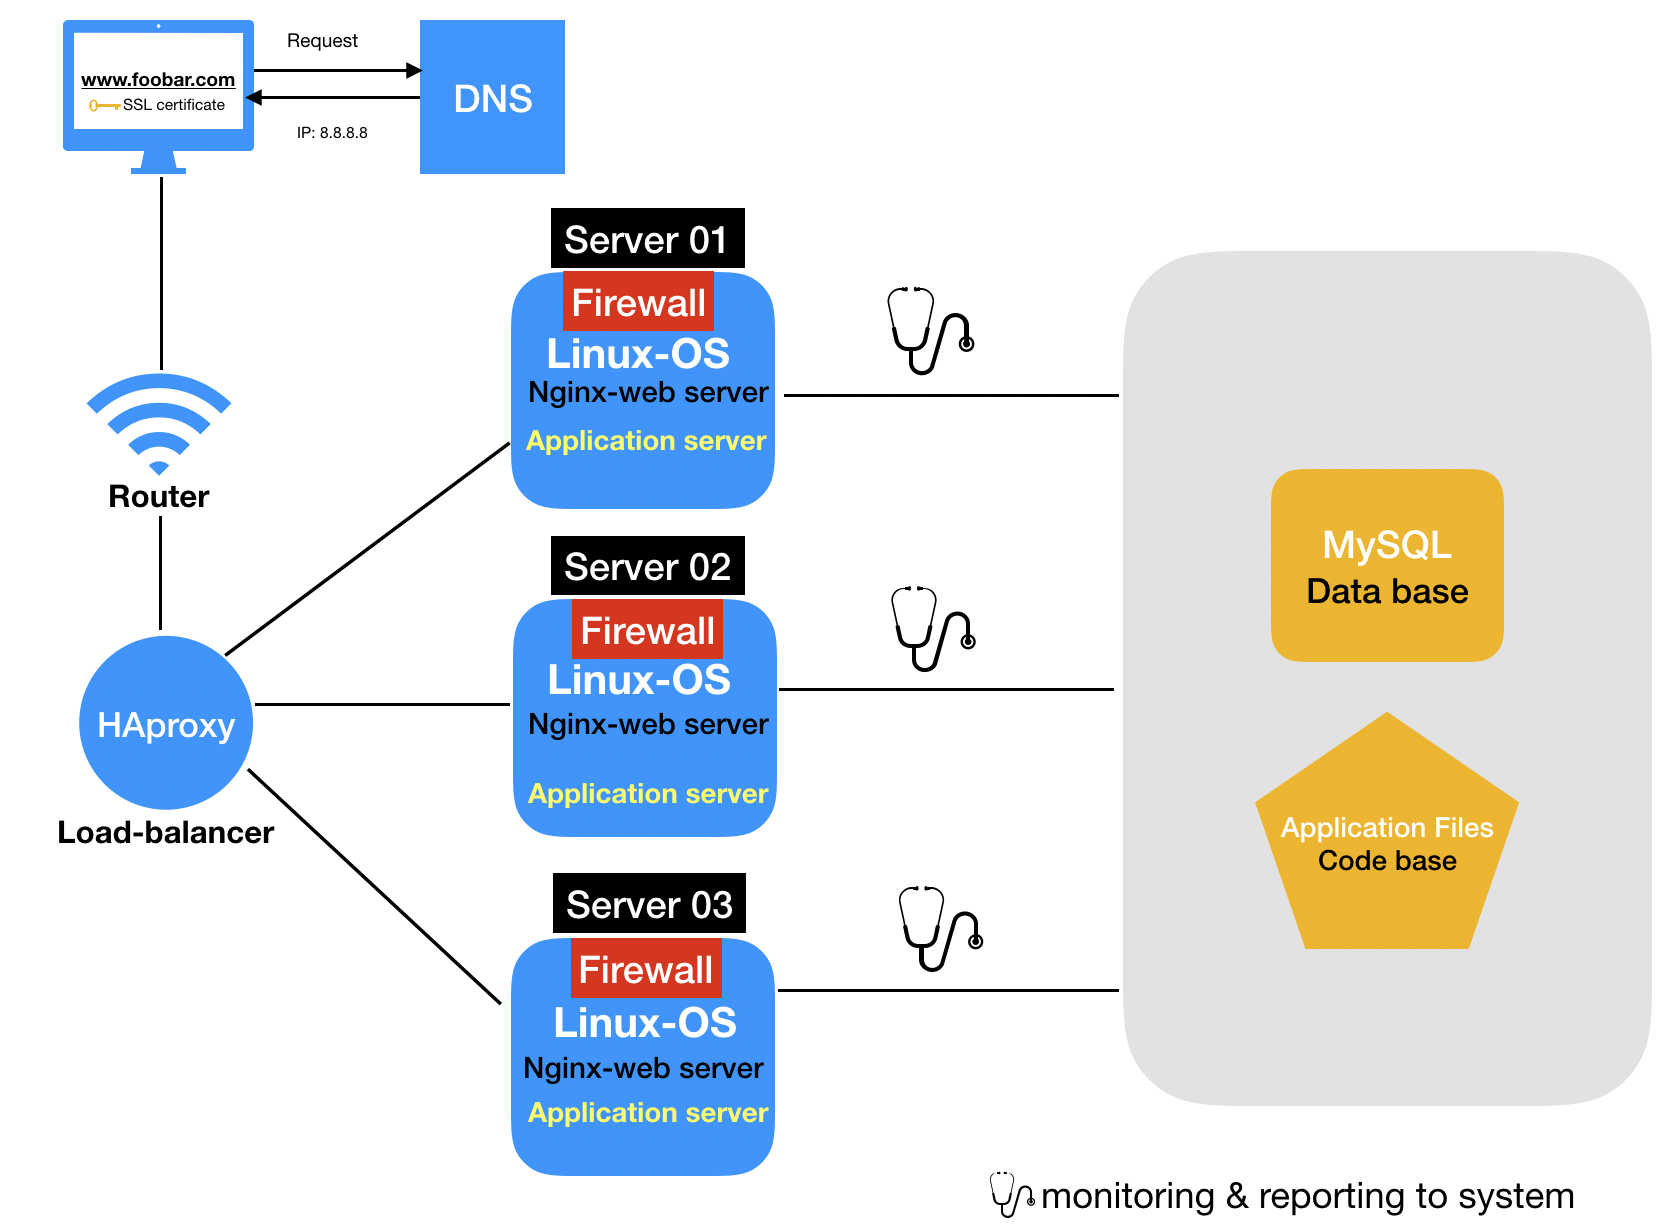 Request
www.foobar.com
SSL certificate
DNS
IP: 8.8.8.8
Server 01
Firewall
Linux-OS
Nginx-web server
Application server
Router
Server 02
Firewall
Linux-OS
Nginx-web server
Application server
HAproxy
Load-balancer
Server 03
Firewall
Linux-OS
Nginx-web server
Application server
MySQL
Data base
Application Files
Code base
monitoring & reporting to system